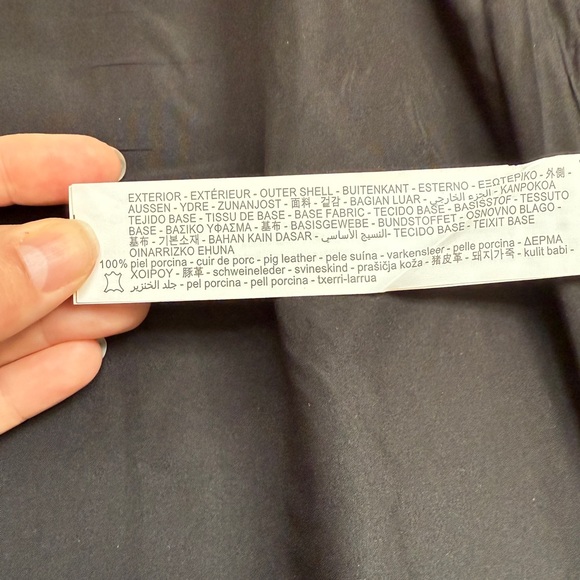 EXTERIOR - EXTÉRIEUR - OUTER SHELL - BUITENKANT - ESTERNO - ΕΞΩΤΕΡΙΚΟ - 外側 -
AUSSEN - YDRE - ZUNANJOST - 面料 - 겉감 - BAGIAN LUAR - الجزء الخارجي - KANPOKOA
TEJIDO BASE - TISSU DE BASE - BASE FABRIC - TECIDO BASE - BASISSTOF - TESSUTO
BASE - ΒΑΣΙΚΟ ΥΦΑΣΜΑ - 基布 - BASISGEWEBE - BUNDSTOFFET - OSNOVNO BLAGO -
基布 - 기본소재 - BAHAN KAIN DASAR - النسيج الأساسي - TECIDO BASE - TEIXIT BASE
OINARRIZKO EHUNA
100% piel porcina - cuir de porc - pig leather - pele suína - varkensleer - pelle porcina - ΔΕΡΜΑ
ΧΟΙΡΟΥ - 豚革 - schweineleder - svineskind - prašičja koža - 猪皮革 - 돼지가죽 - kulit babi -
جلد الخنزير - pel porcina - pell porcina - txerri-larrua